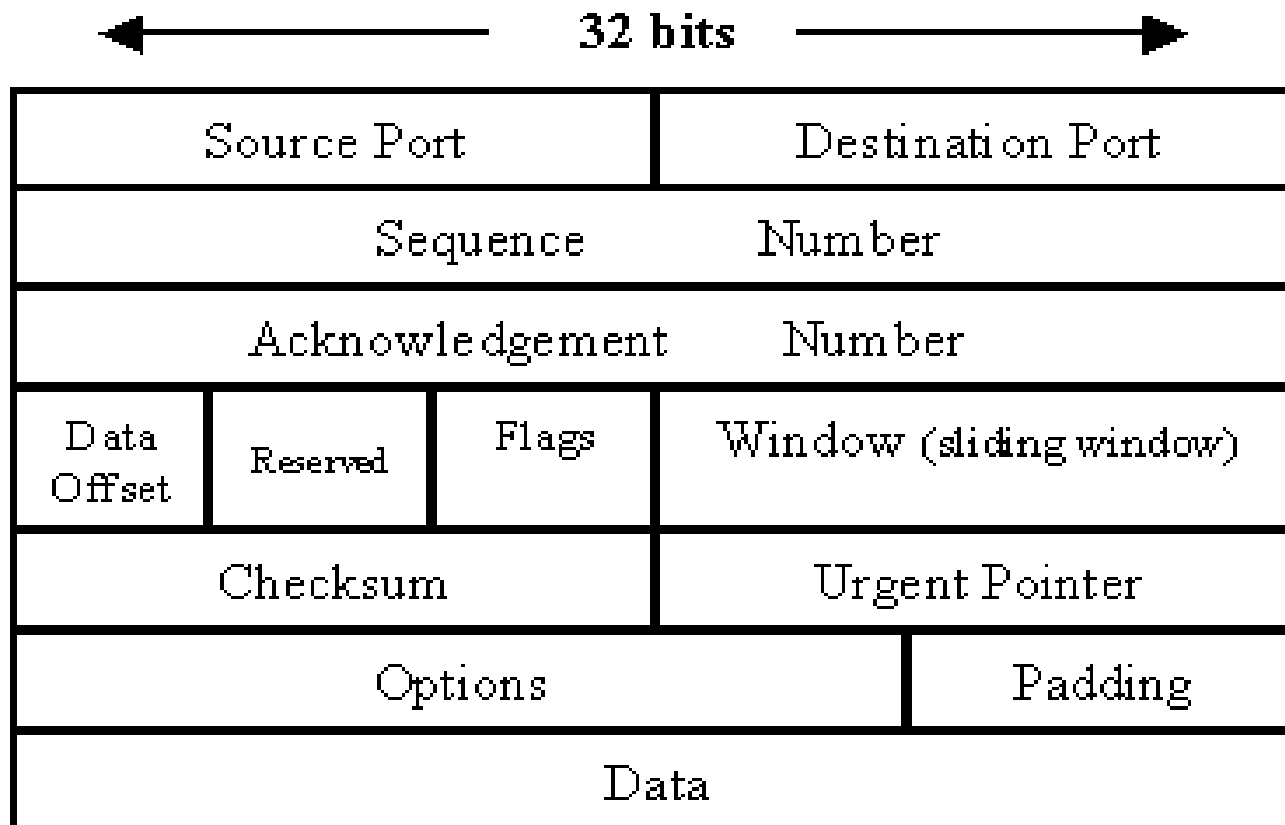 32 bits
Source Port
Destination Port
Sequence Number
Acknowledgement Number
Data
Offset
Reserved
Flags
Window (sliding window)
Checksum
Urgent Pointer
Options
Padding
Data